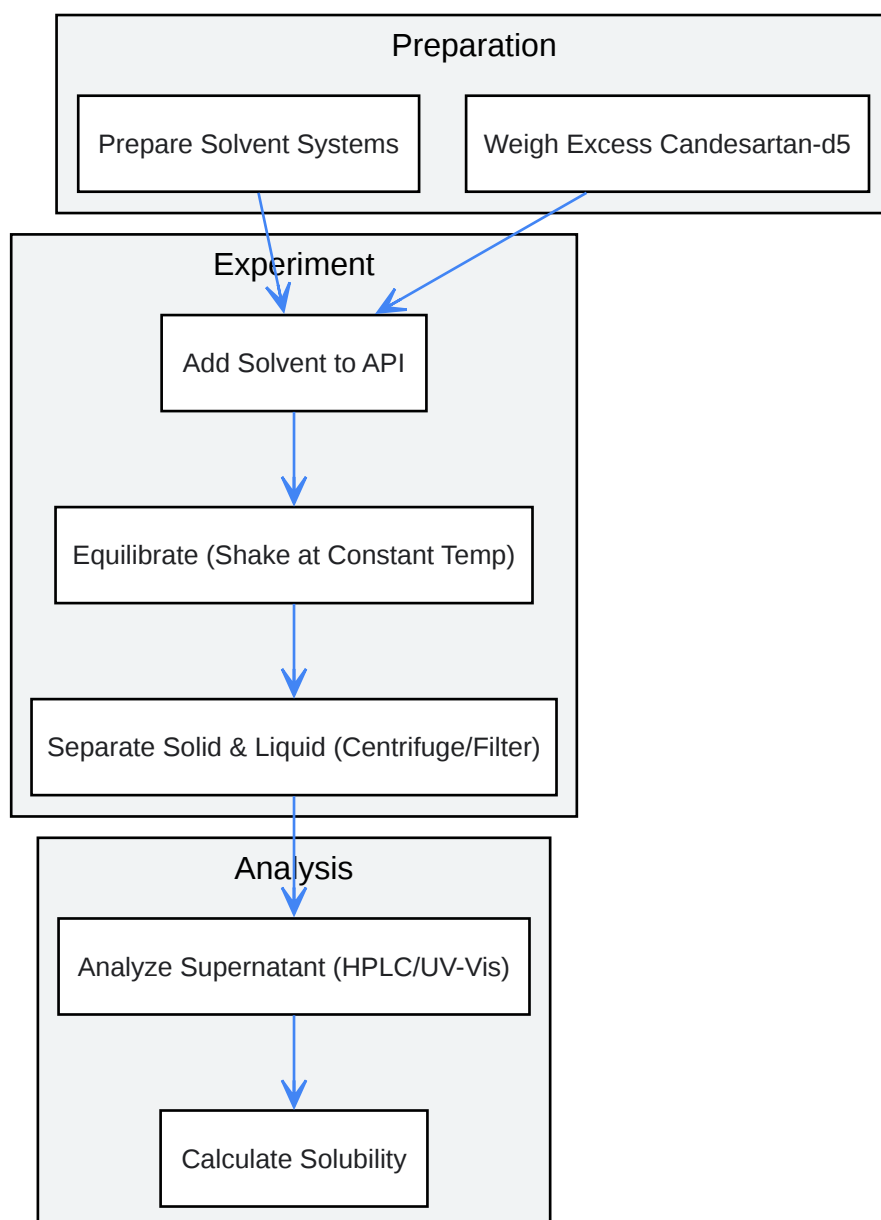 Preparation
Prepare Solvent Systems
Weigh Excess Candesartan-d5
Experiment
Add Solvent to API
Equilibrate (Shake at Constant Temp)
Separate Solid & Liquid (Centrifuge/Filter)
Analysis
Analyze Supernatant (HPLC/UV-Vis)
Calculate Solubility